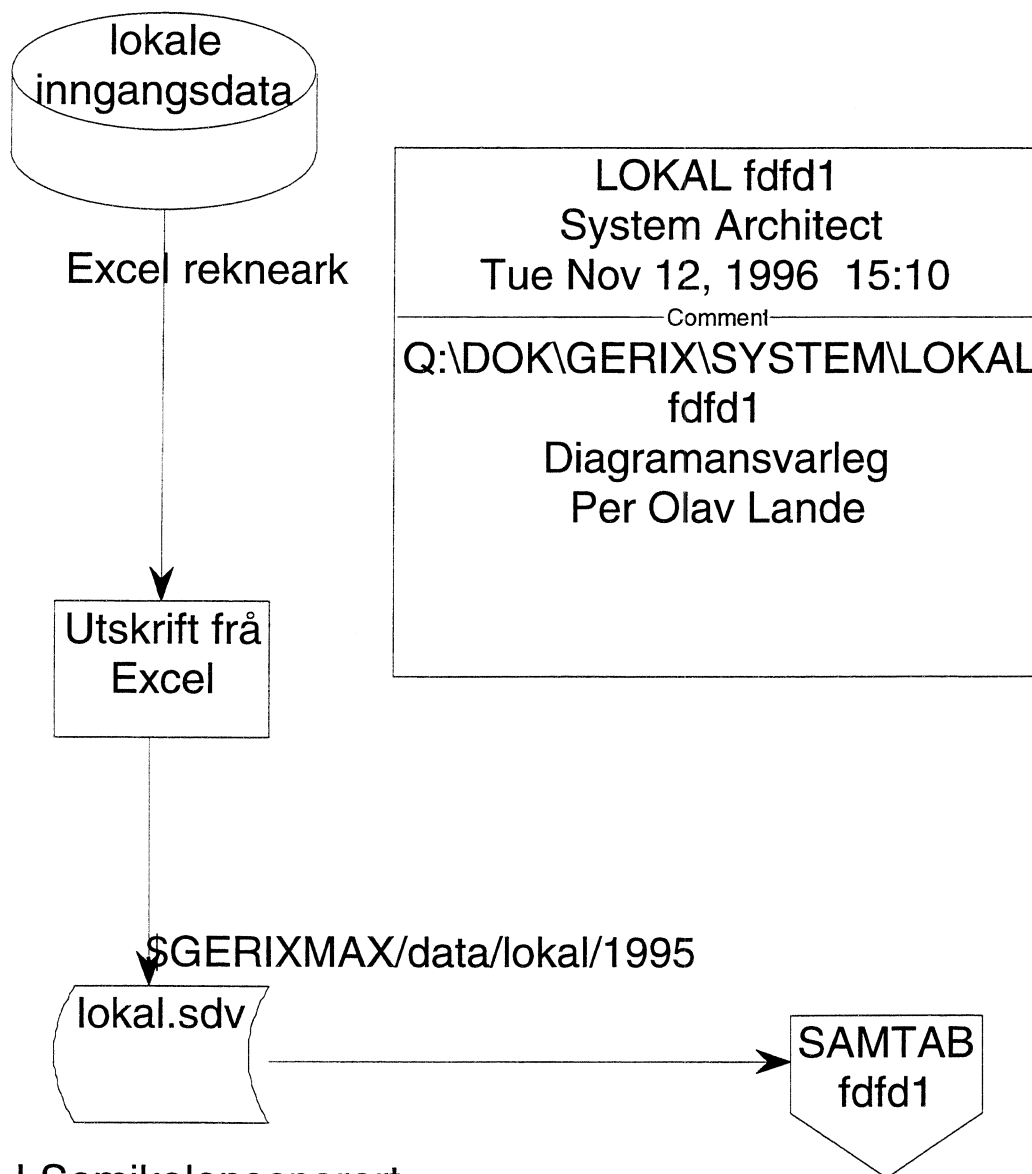 lokale
inngangsdata
Excel rekneark
LOKAL fdfd1
System Architect
Tue Nov 12, 1996 15:10
Comment
Q:\DOK\GERIX\SYSTEM\LOKAL
fdfd1
Diagramansvarleg
Per Olav Lande
Utskrift frå
Excel
$GERIXMAX/data/lokal/1995
lokal.sdv
SAMTAB
fdfd1